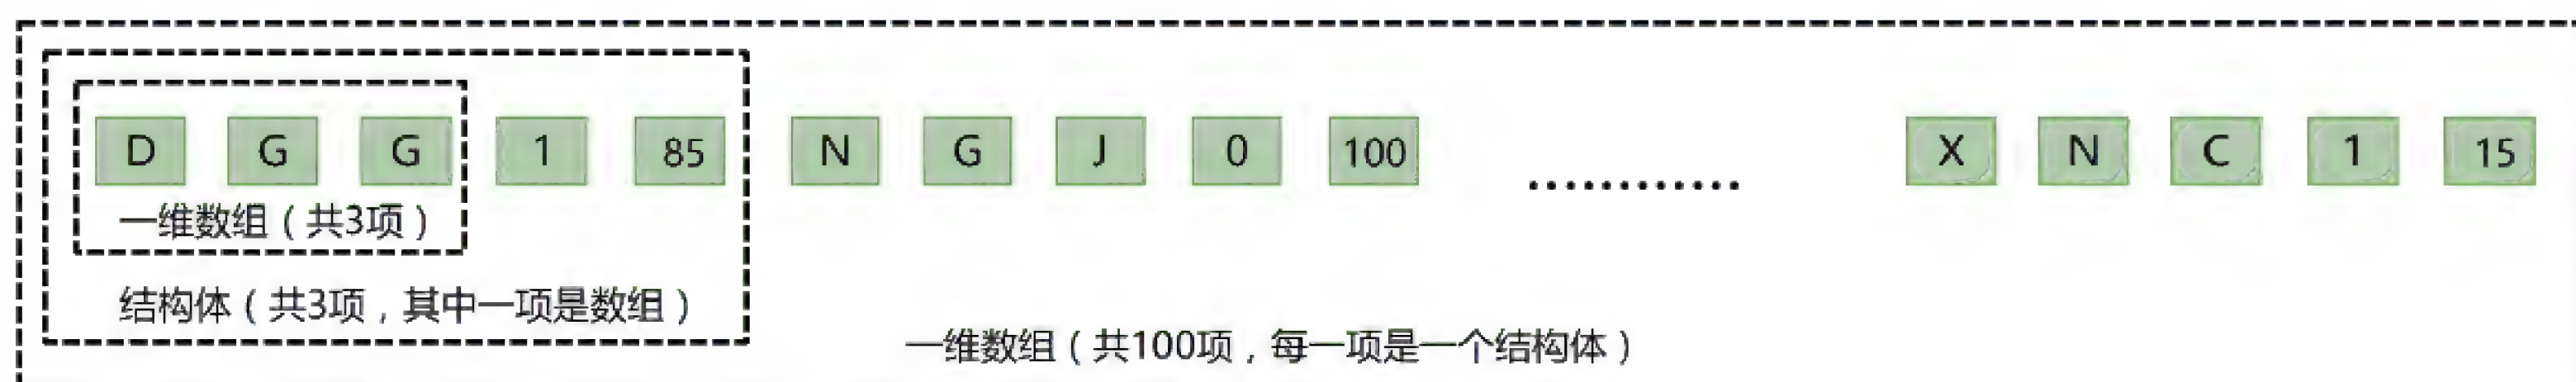 D G G 1 85 N G J 0 100 ............ X N C 1 15
一维数组（共3项）
结构体（共3项，其中一项是数组）
一维数组（共100项，每一项是一个结构体）